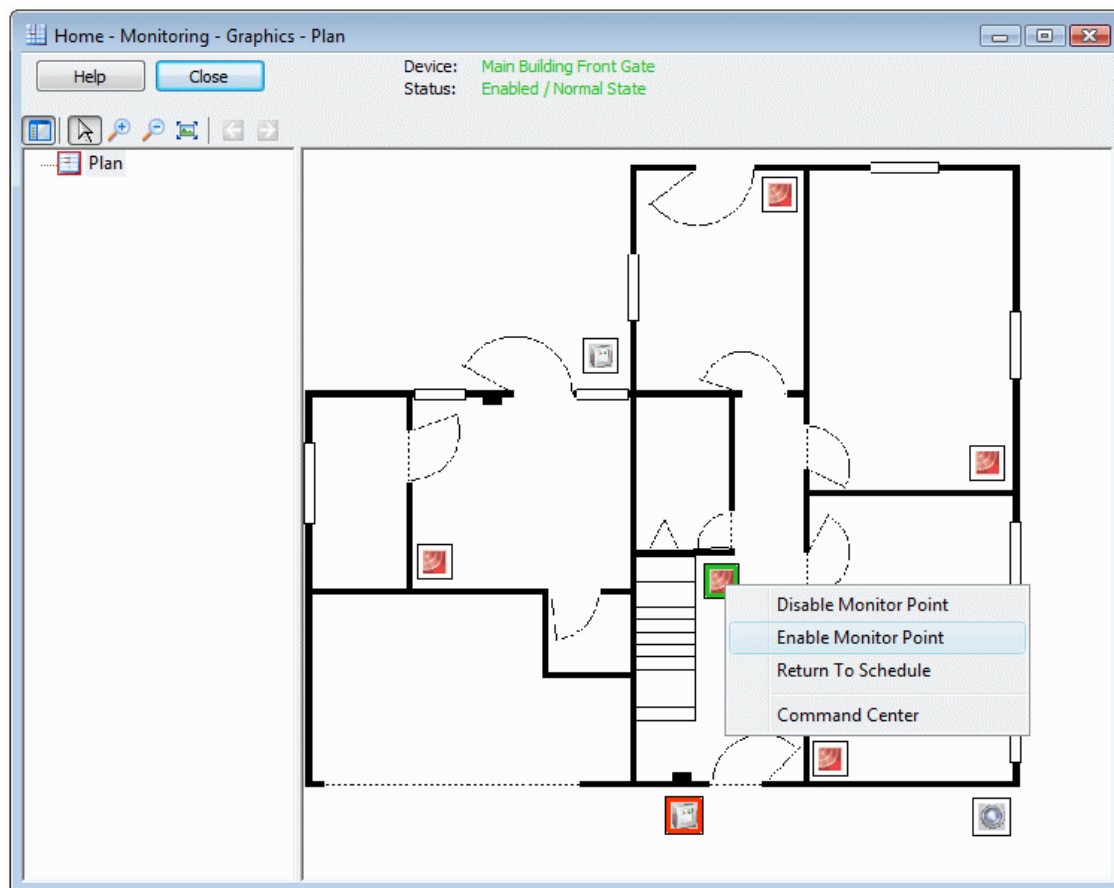 Home - Monitoring - Graphics - Plan
Help
Close
Device: Main Building Front Gate
Status: Enabled / Normal State
Plan
Disable Monitor Point
Enable Monitor Point
Return To Schedule
Command Center